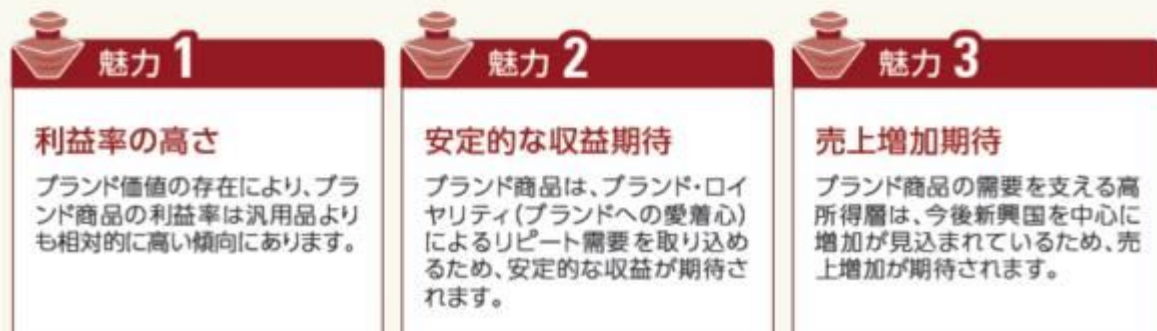 魅力 1
利益率の高さ
ブランド価値の存在により、ブラ
ンド商品の利益率は汎用品より
も相対的に高い傾向にあります。
魅力 2
安定的な収益期待
ブランド商品は、ブランド・ロイ
ヤリティ(ブランドへの愛着心)
によるリピート需要を取り込め
るため、安定的な収益が期待さ
れます。
魅力 3
売上増加期待
ブランド商品の需要を支える高
所得層は、今後新興国を中心に
増加が見込まれているため、売
上増加が期待されます。